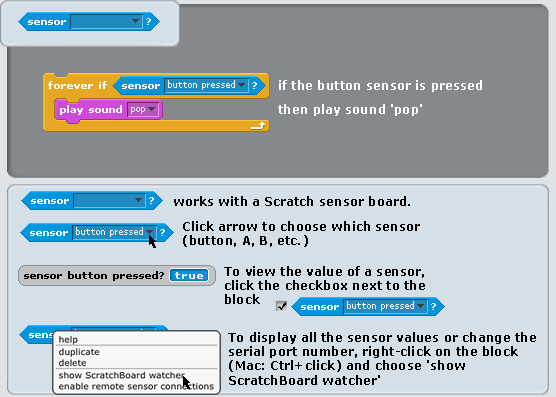 sensor ?
forever if sensor button pressed ? if the button sensor is pressed
play sound pop then play sound 'pop'
sensor ? works with a Scratch sensor board.
sensor button pressed ? Click arrow to choose which sensor
(button, A, B, etc.)
sensor button pressed? true To view the value of a sensor,
click the checkbox next to the
block sensor button pressed ?
sensor
help
duplicate
delete
show ScratchBoard watcher
enable remote sensor connections
To display all the sensor values or change the
serial port number, right-click on the block
(Mac: Ctrl+click) and choose 'show
ScratchBoard watcher'